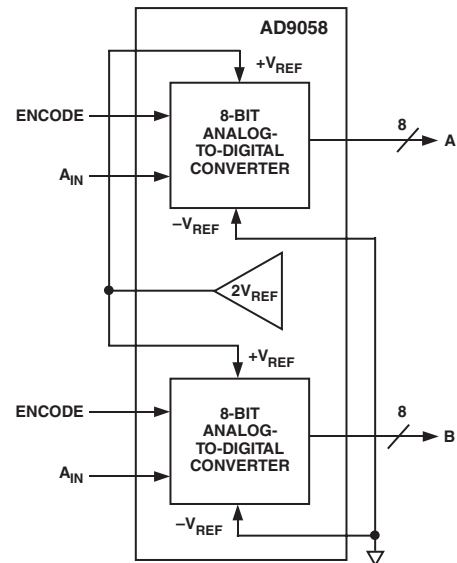 AD9058
+VREF
ENCODE
8-BIT
ANALOG-
TO-DIGITAL
CONVERTER
8
A
AIN
–VREF
2VREF
+VREF
ENCODE
8-BIT
ANALOG-
TO-DIGITAL
CONVERTER
8
B
AIN
–VREF